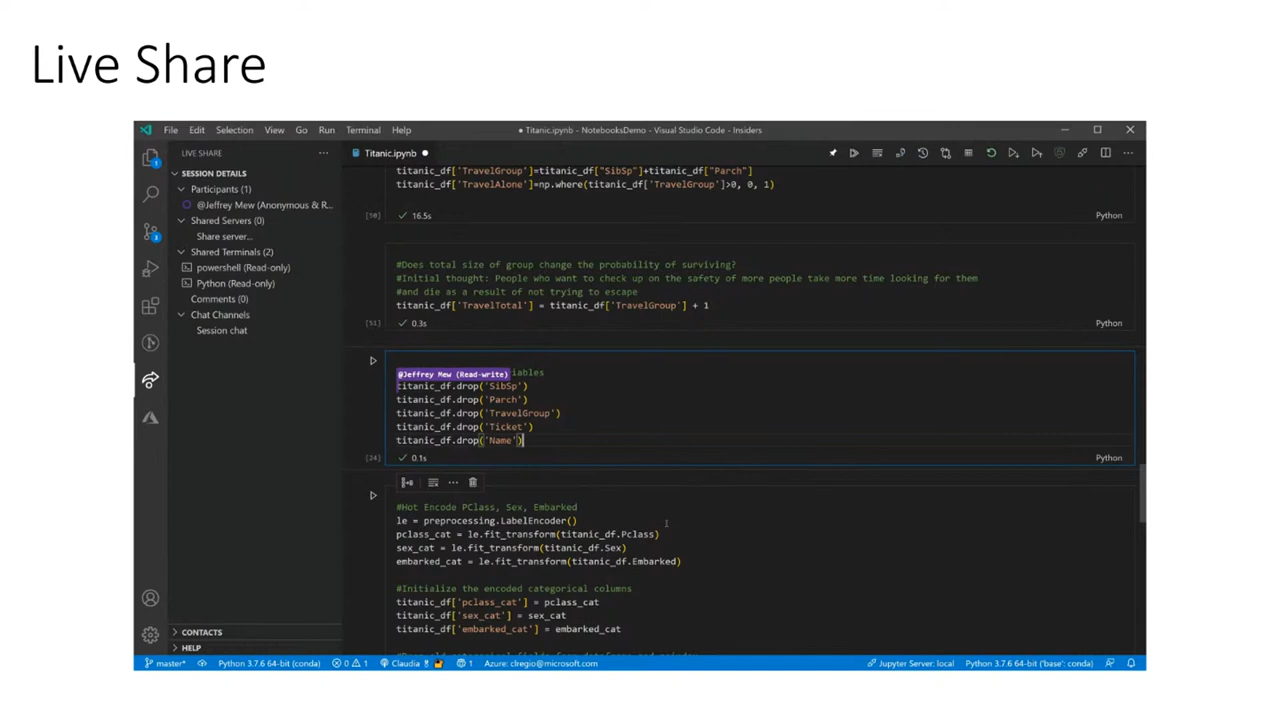 Live Share
File Edit Selection View Go Run Terminal Help
● Titanic.ipynb - NotebooksDemo - Visual Studio Code - Insiders
LIVE SHARE
SESSION DETAILS
Participants (1)
@Jeffrey Mew (Anonymous & R...
Shared Servers (0)
Share server...
Shared Terminals (2)
powershell (Read-only)
Python (Read-only)
Comments (0)
Chat Channels
Session chat
CONTACTS
HELP
Titanic.ipynb ●
titanic_df['TravelGroup']=titanic_df["SibSp"]+titanic_df["Parch"]
titanic_df['TravelAlone']=np.where(titanic_df['TravelGroup']>0, 0, 1)
[50] 16.5s Python
#Does total size of group change the probability of surviving?
#Initial thought: People who want to check up on the safety of more people take more time looking for them
#and die as a result of not trying to escape
titanic_df['TravelTotal'] = titanic_df['TravelGroup'] + 1
[51] 0.3s Python
@Jeffrey Mew (Read-write) iables
titanic_df.drop('SibSp')
titanic_df.drop('Parch')
titanic_df.drop('TravelGroup')
titanic_df.drop('Ticket')
titanic_df.drop('Name')
[24] 0.1s Python
#Hot Encode PClass, Sex, Embarked
le = preprocessing.LabelEncoder()
pclass_cat = le.fit_transform(titanic_df.Pclass)
sex_cat = le.fit_transform(titanic_df.Sex)
embarked_cat = le.fit_transform(titanic_df.Embarked)
#Initialize the encoded categorical columns
titanic_df['pclass_cat'] = pclass_cat
titanic_df['sex_cat'] = sex_cat
titanic_df['embarked_cat'] = embarked_cat
master* Python 3.7.6 64-bit (conda) 0 1 Claudia 1 Azure: clregio@microsoft.com Jupyter Server: local Python 3.7.6 64-bit ('base': conda)